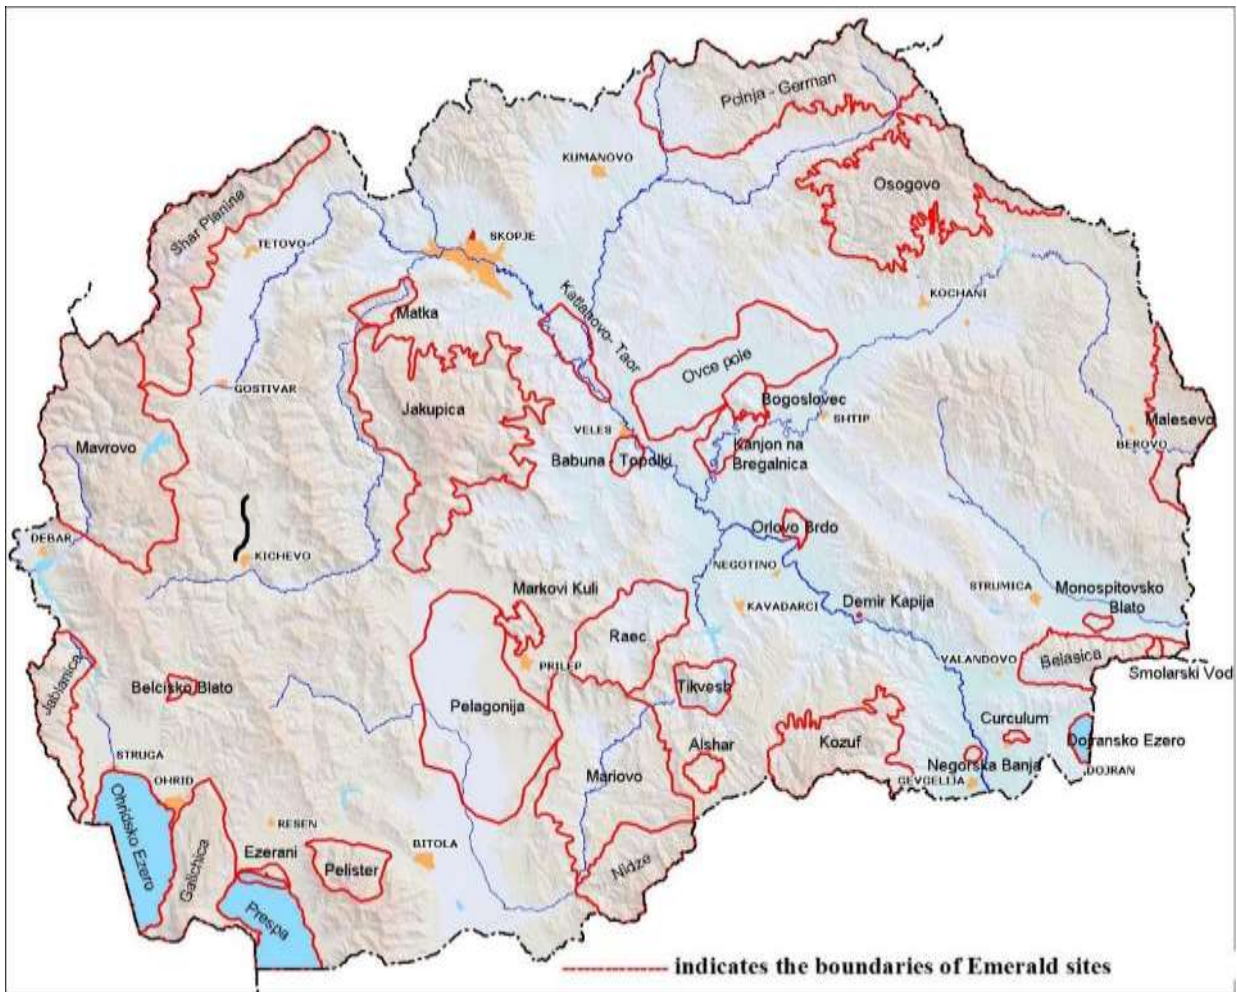 Pcinja - German
KUMANOVO
Osogovo
Shar Planina
TETOVO
SKOPJE
KOCHANI
Matka
Katlanovo- Taor
Ovce pole
GOSTIVAR
Jakupica
Bogoslovec
SHTIP
Malesevo
VELES
BEROVO
Mavrovo
Kanjon na
Bregalnica
Babuna - Topolki
Orlovo Brdo
DEBAR
KICHEVO
NEGOTINO
Markovi Kuli
STRUMICA
Monospitovsko
Blato
KAVADARCI
Demir Kapija
Raec
PRILEP
VALANDOVO
Belasica
Smolarski Vod
Jablanica
Belcisko Blato
Tikvesh
Pelagonija
Curculum
Kozuf
Alshar
Dojransko Ezero
STRUGA
Mariovo
Negorska Banja
DOJRAN
OHRID
GEVGELIJA
Ohridsko Ezero
RESEN
BITOLA
Ezerani
Galichica
Pelister
Nidze
Prespa
indicates the boundaries of Emerald sites